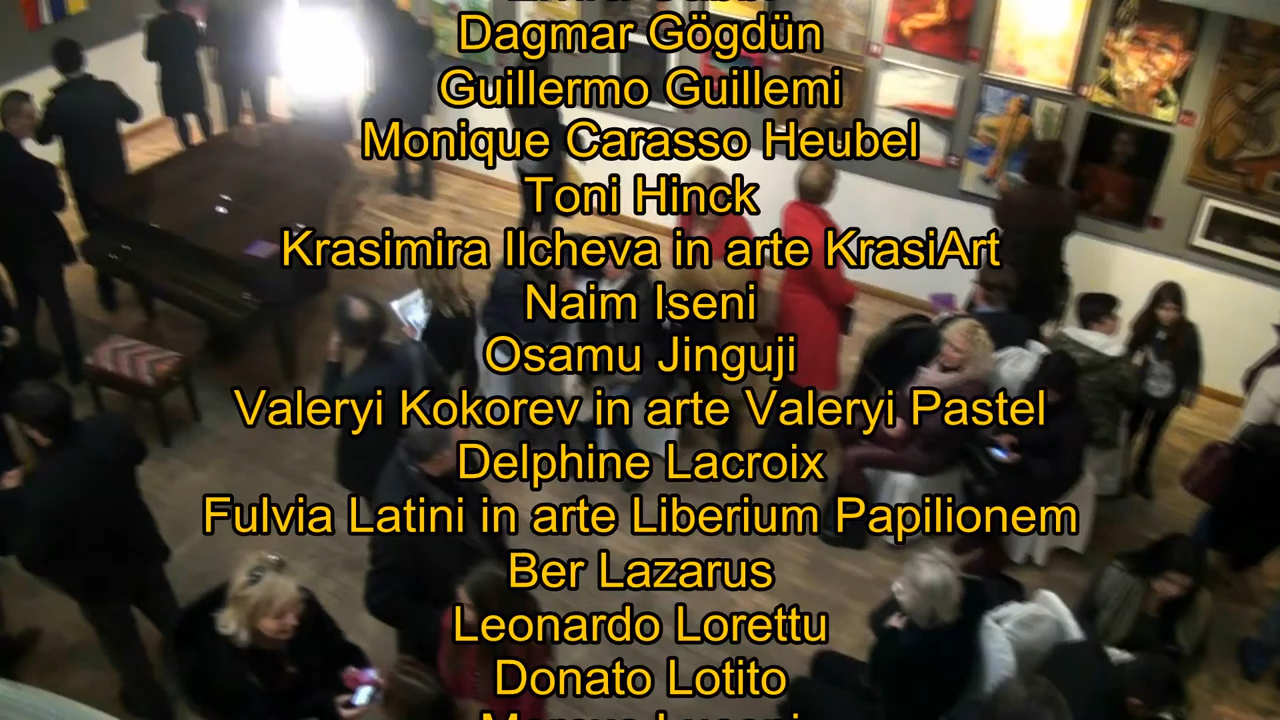 Dagmar Gögdün
Guillermo Guillemi
Monique Carasso Heubel
Toni Hinck
Krasimira Ilcheva in arte KrasiArt
Naim Iseni
Osamu Jinguji
Valeryi Kokorev in arte Valeryi Pastel
Delphine Lacroix
Fulvia Latini in arte Liberium Papilionem
Ber Lazarus
Leonardo Lorettu
Donato Lotito